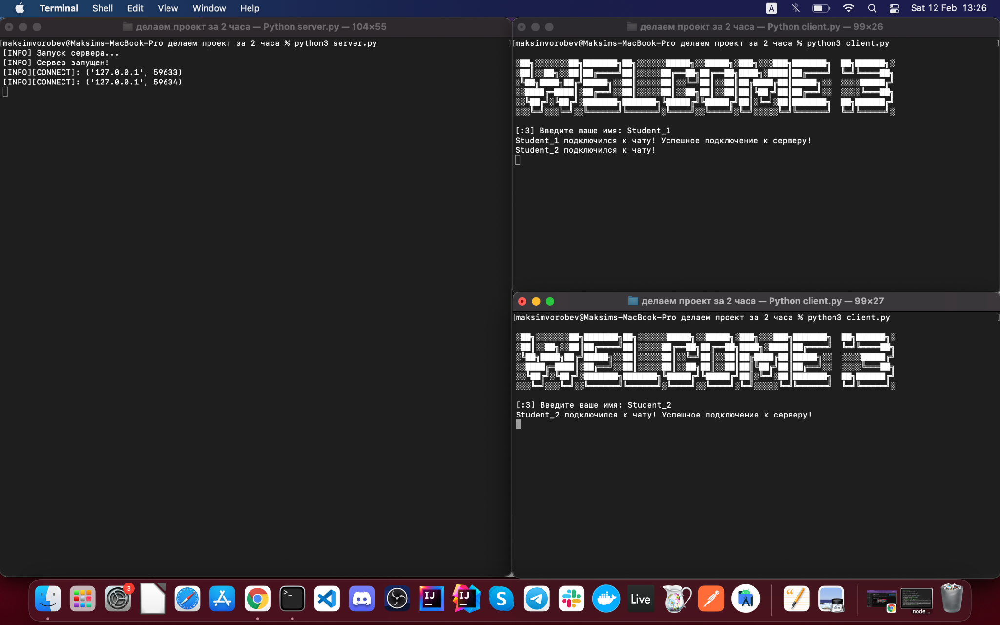 Terminal Shell Edit View Window Help A Sat 12 Feb 13:26
делаем проект за 2 часа — Python server.py — 104×55
[maksimvorobev@Maksims-MacBook-Pro делаем проект за 2 часа % python3 server.py ]
[INFO] Запуск сервера...
[INFO] Сервер запущен!
[INFO][CONNECT]: ('127.0.0.1', 59633)
[INFO][CONNECT]: ('127.0.0.1', 59634)
делаем проект за 2 часа — Python client.py — 99×26
[maksimvorobev@Maksims-MacBook-Pro делаем проект за 2 часа % python3 client.py ]
WELCOME :3
[:3] Введите ваше имя: Student_1
Student_1 подключился к чату! Успешное подключение к серверу!
Student_2 подключился к чату!
делаем проект за 2 часа — Python client.py — 99×27
[maksimvorobev@Maksims-MacBook-Pro делаем проект за 2 часа % python3 client.py ]
WELCOME :3
[:3] Введите ваше имя: Student_2
Student_2 подключился к чату! Успешное подключение к серверу!
3
>_
IJ
IJ
S
Live
node...